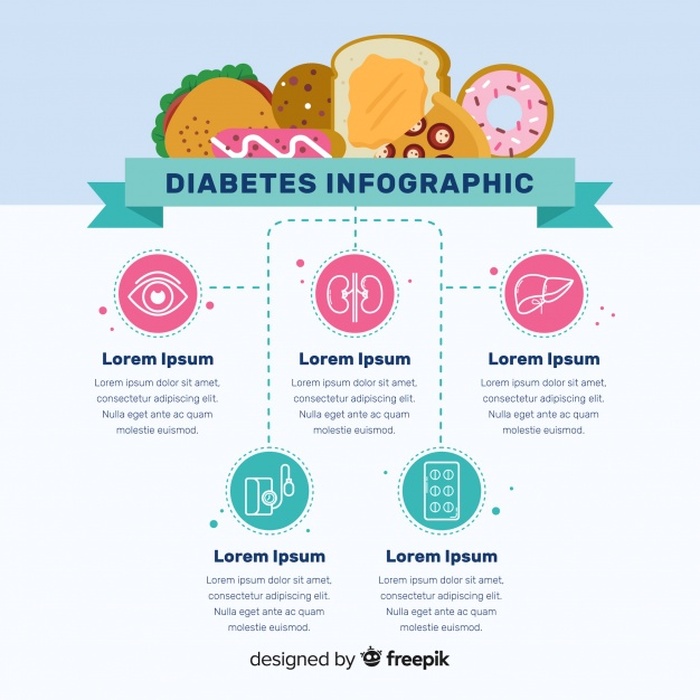 DIABETES INFOGRAPHIC
Lorem Ipsum
Lorem ipsum dolor sit amet,
consectetur adipiscing elit.
Nulla eget ante ac quam
molestie euismod.
Lorem Ipsum
Lorem ipsum dolor sit amet,
consectetur adipiscing elit.
Nulla eget ante ac quam
molestie euismod.
Lorem Ipsum
Lorem ipsum dolor sit amet,
consectetur adipiscing elit.
Nulla eget ante ac quam
molestie euismod.
Lorem Ipsum
Lorem ipsum dolor sit amet,
consectetur adipiscing elit.
Nulla eget ante ac quam
molestie euismod.
Lorem Ipsum
Lorem ipsum dolor sit amet,
consectetur adipiscing elit.
Nulla eget ante ac quam
molestie euismod.
designed by freepik